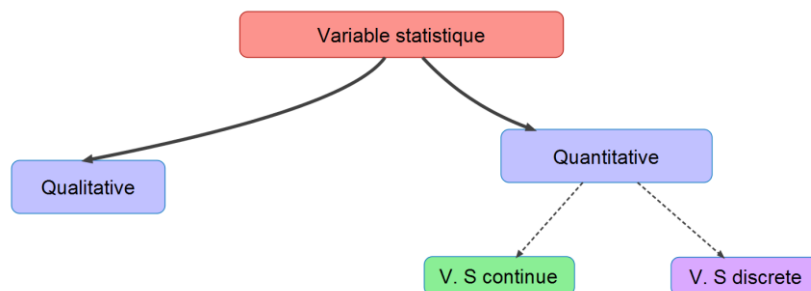 Variable statistique
Qualitative
Quantitative
V. S continue
V. S discrete